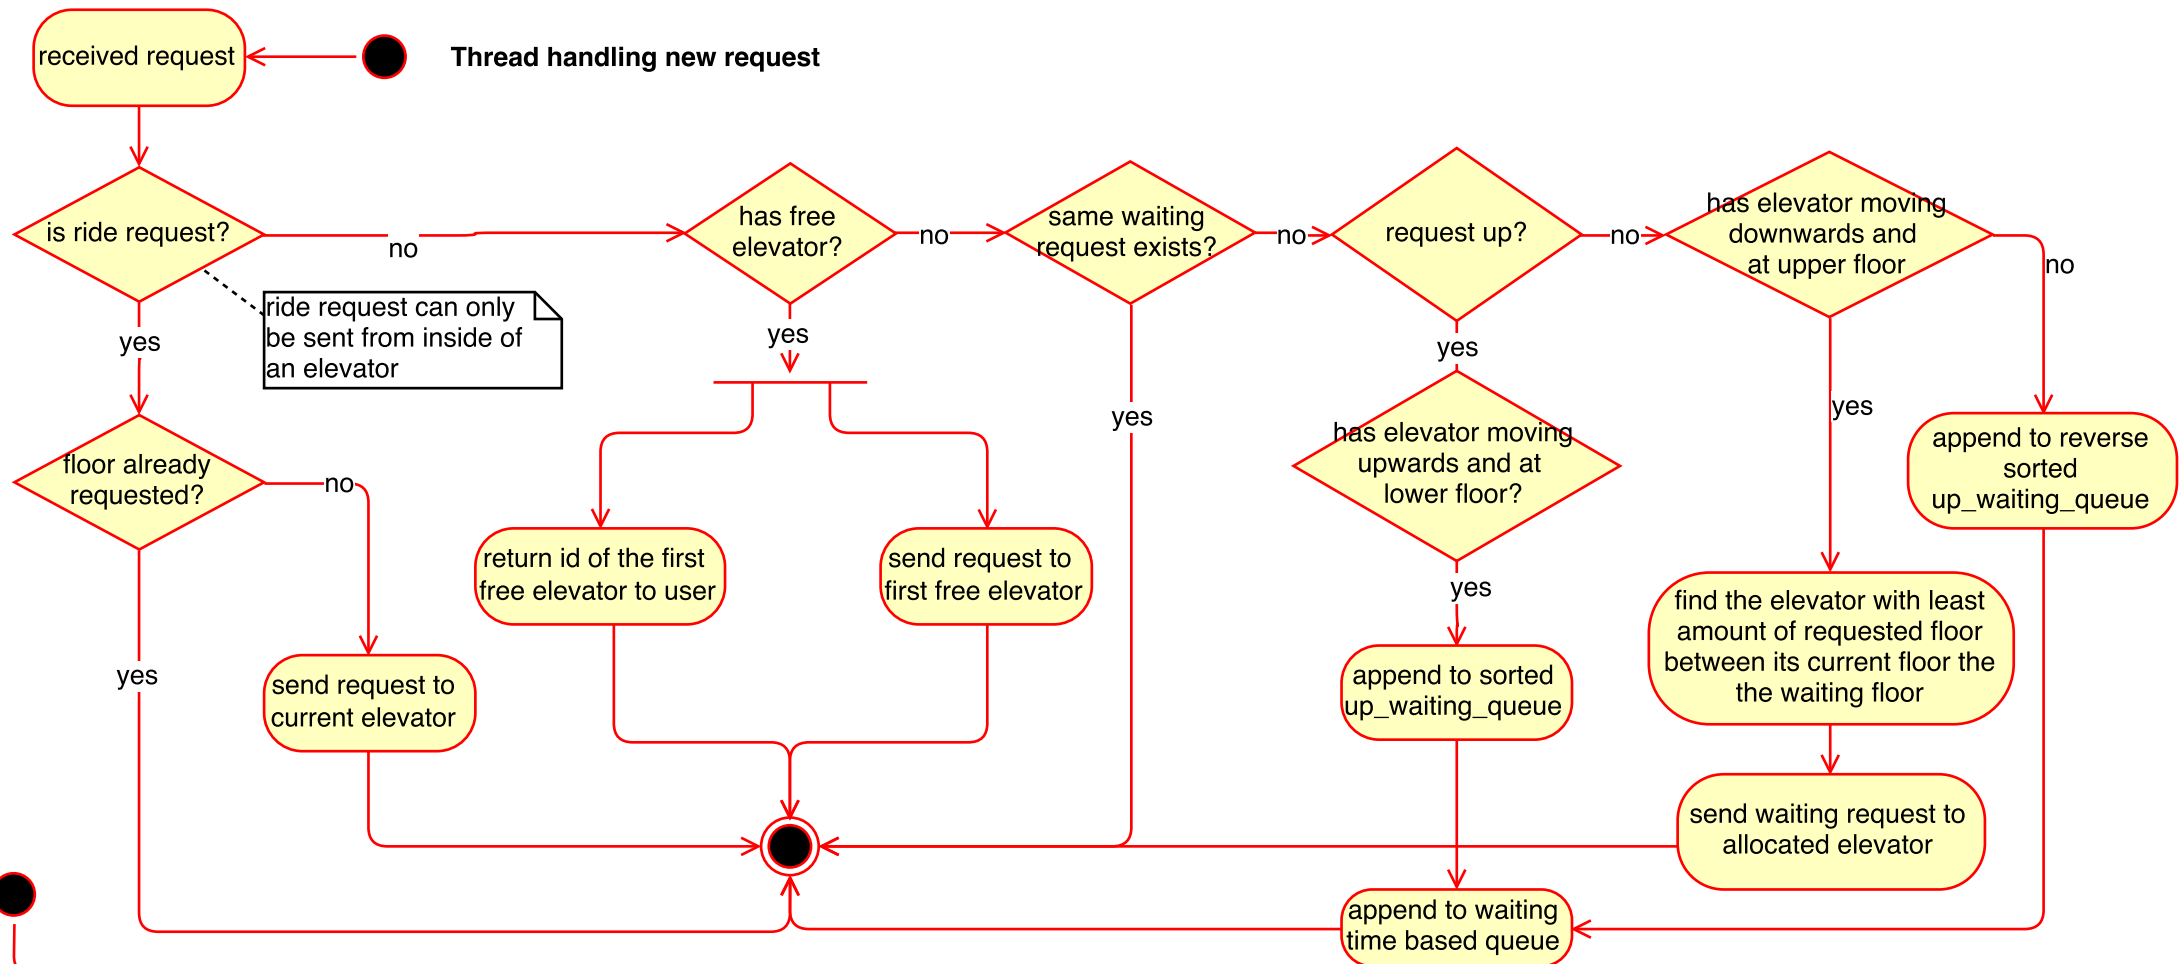 received request
Thread handling new request
is ride request?
no
has free
elevator?
no
same waiting
request exists?
no
request up?
no
has elevator moving
downwards and
at upper floor
no
ride request can only
be sent from inside of
an elevator
yes
yes
yes
yes
yes
floor already
requested?
no
has elevator moving
upwards and at
lower floor?
append to reverse
sorted
up_waiting_queue
return id of the first
free elevator to user
send request to
first free elevator
yes
find the elevator with least
amount of requested floor
between its current floor the
the waiting floor
yes
send request to
current elevator
append to sorted
up_waiting_queue
send waiting request to
allocated elevator
append to waiting
time based queue